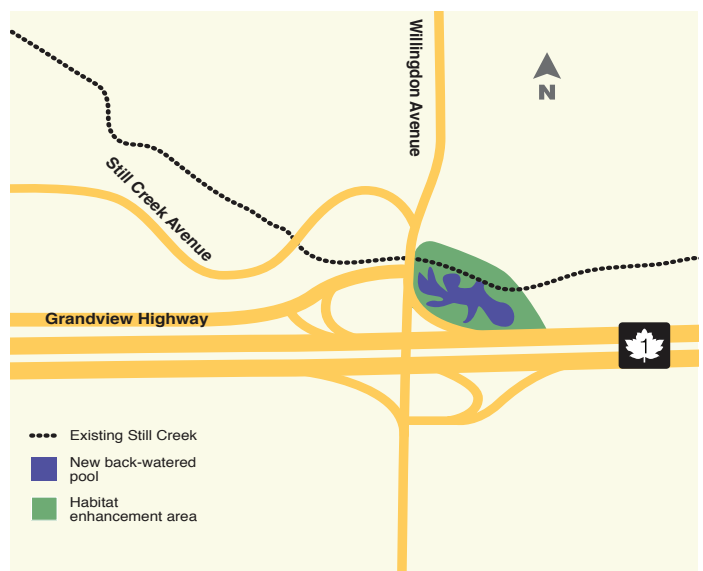 Willingdon Avenue
N
Still Creek Avenue
Grandview Highway
1
Existing Still Creek
New back-watered
pool
Habitat
enhancement area